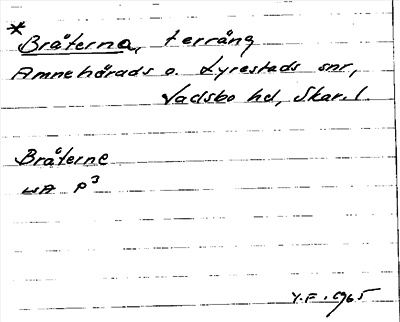 *
Bråterna, terräng
Amnehärads o. Lyrestads snr,
Vadsbo hd, Skar. l.
Bråterne
UA P³
Y.F. 1965